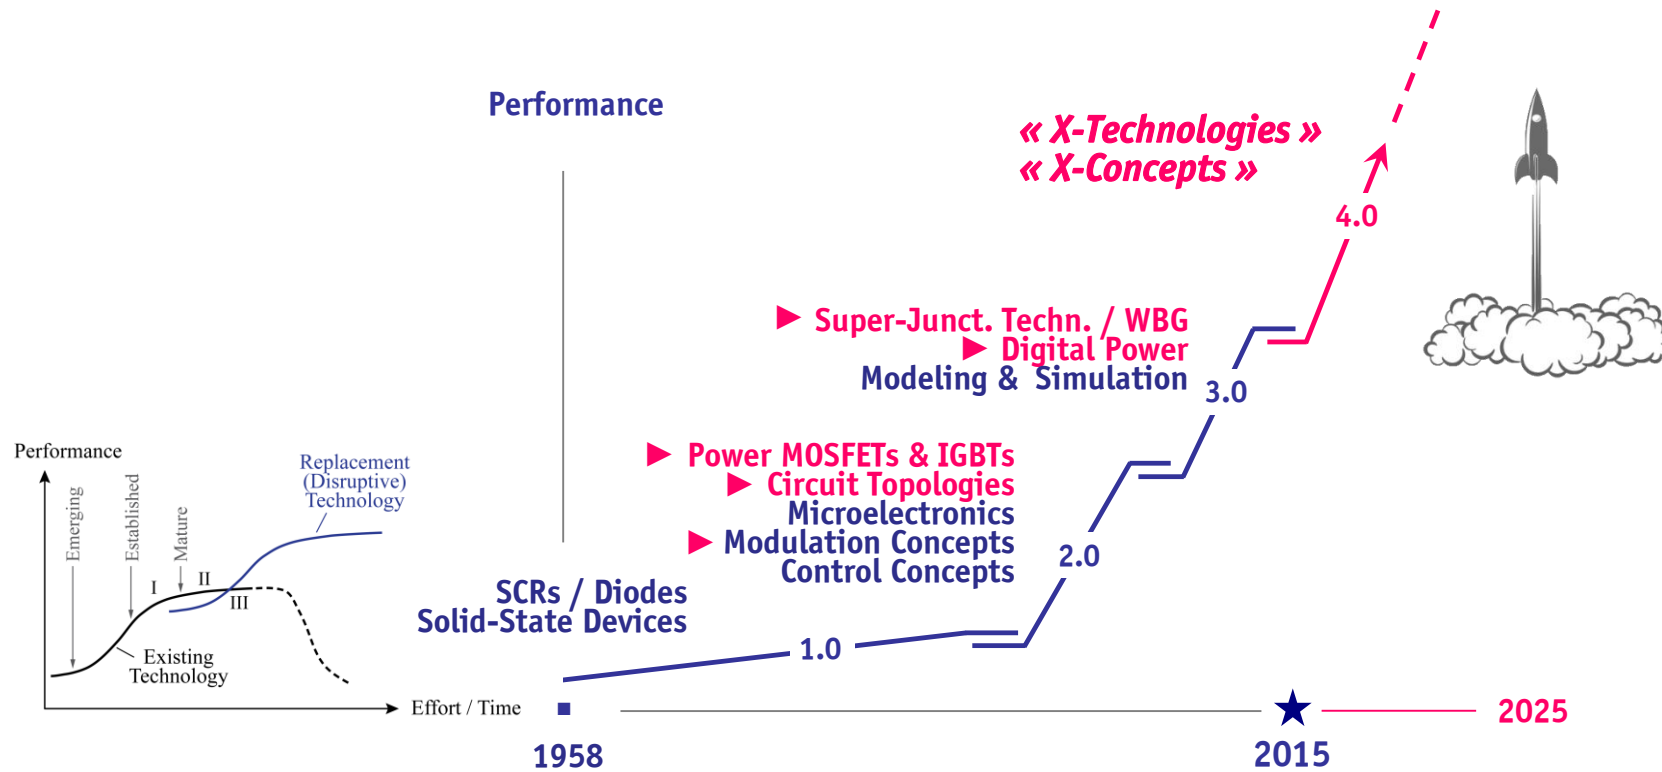 Performance
« X-Technologies »
« X-Concepts »
4.0
Super-Junct. Techn. / WBG
Digital Power
Modeling & Simulation
3.0
Power MOSFETs & IGBTs
Circuit Topologies
Microelectronics
Modulation Concepts
Control Concepts
2.0
SCRs / Diodes
Solid-State Devices
1.0
1958
2015
2025
Performance
Emerging
Established
Mature
I
II
III
Replacement
(Disruptive)
Technology
Existing
Technology
Effort / Time